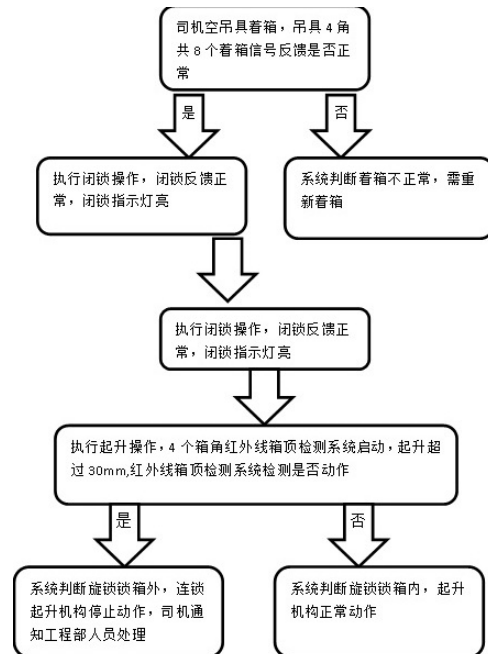 司机空吊具着箱，吊具 4 角
共 8 个着箱信号反馈是否正
常
是
否
执行闭锁操作，闭锁反馈正
常，闭锁指示灯亮
系统判断着箱不正常，需重
新着箱
执行闭锁操作，闭锁反馈正
常，闭锁指示灯亮
执行起升操作，4 个箱角红外线箱顶检测系统启动，起升超
过 30mm,红外线箱顶检测系统检测是否动作
是
否
系统判断旋锁锁箱外，连锁
起升机构停止动作，司机通
知工程部人员处理
系统判断旋锁锁箱内，起升
机构正常动作